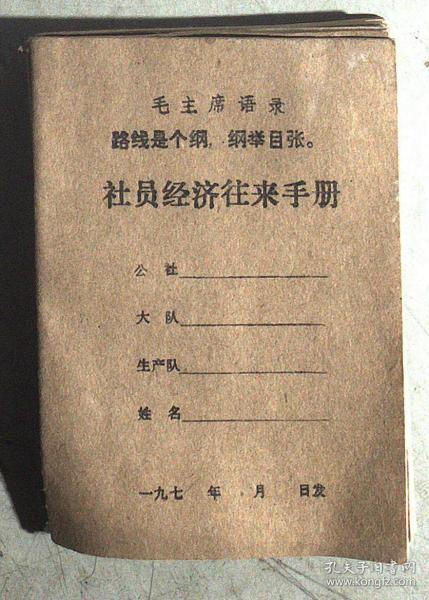 毛主席语录
路线是个纲，纲举目张。
社员经济往来手册
公社
大队
生产队
姓名
一九七 年 月 日发
孔夫子旧书网
www.kongfz.com